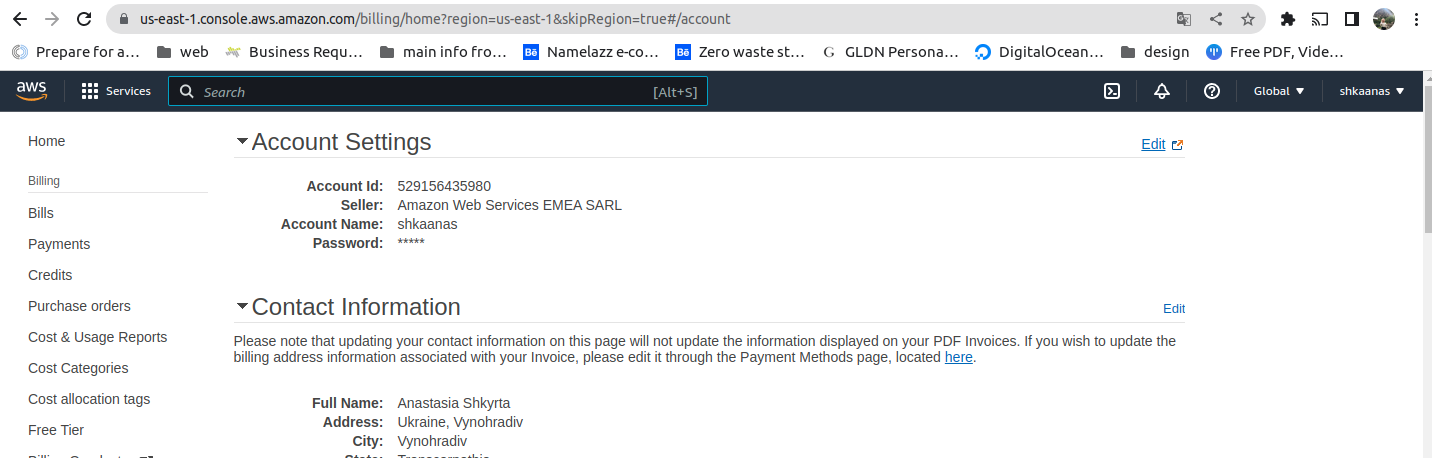 us-east-1.console.aws.amazon.com/billing/home?region=us-east-1&skipRegion=true#/account
Prepare for a... web Business Requ... main info fro... Bē Namelazz e-co... Bē Zero waste st... G GLDN Persona... DigitalOcean... design Free PDF, Vide...
aws Services Search [Alt+S] Global shkaanas
Home
Account Settings Edit
Billing
Account Id: 529156435980
Bills
Seller: Amazon Web Services EMEA SARL
Account Name: shkaanas
Payments
Password: *****
Credits
Purchase orders
Contact Information Edit
Cost & Usage Reports
Please note that updating your contact information on this page will not update the information displayed on your PDF Invoices. If you wish to update the
billing address information associated with your Invoice, please edit it through the Payment Methods page, located here.
Cost Categories
Cost allocation tags
Full Name: Anastasia Shkyrta
Address: Ukraine, Vynohradiv
Free Tier
City: Vynohradiv